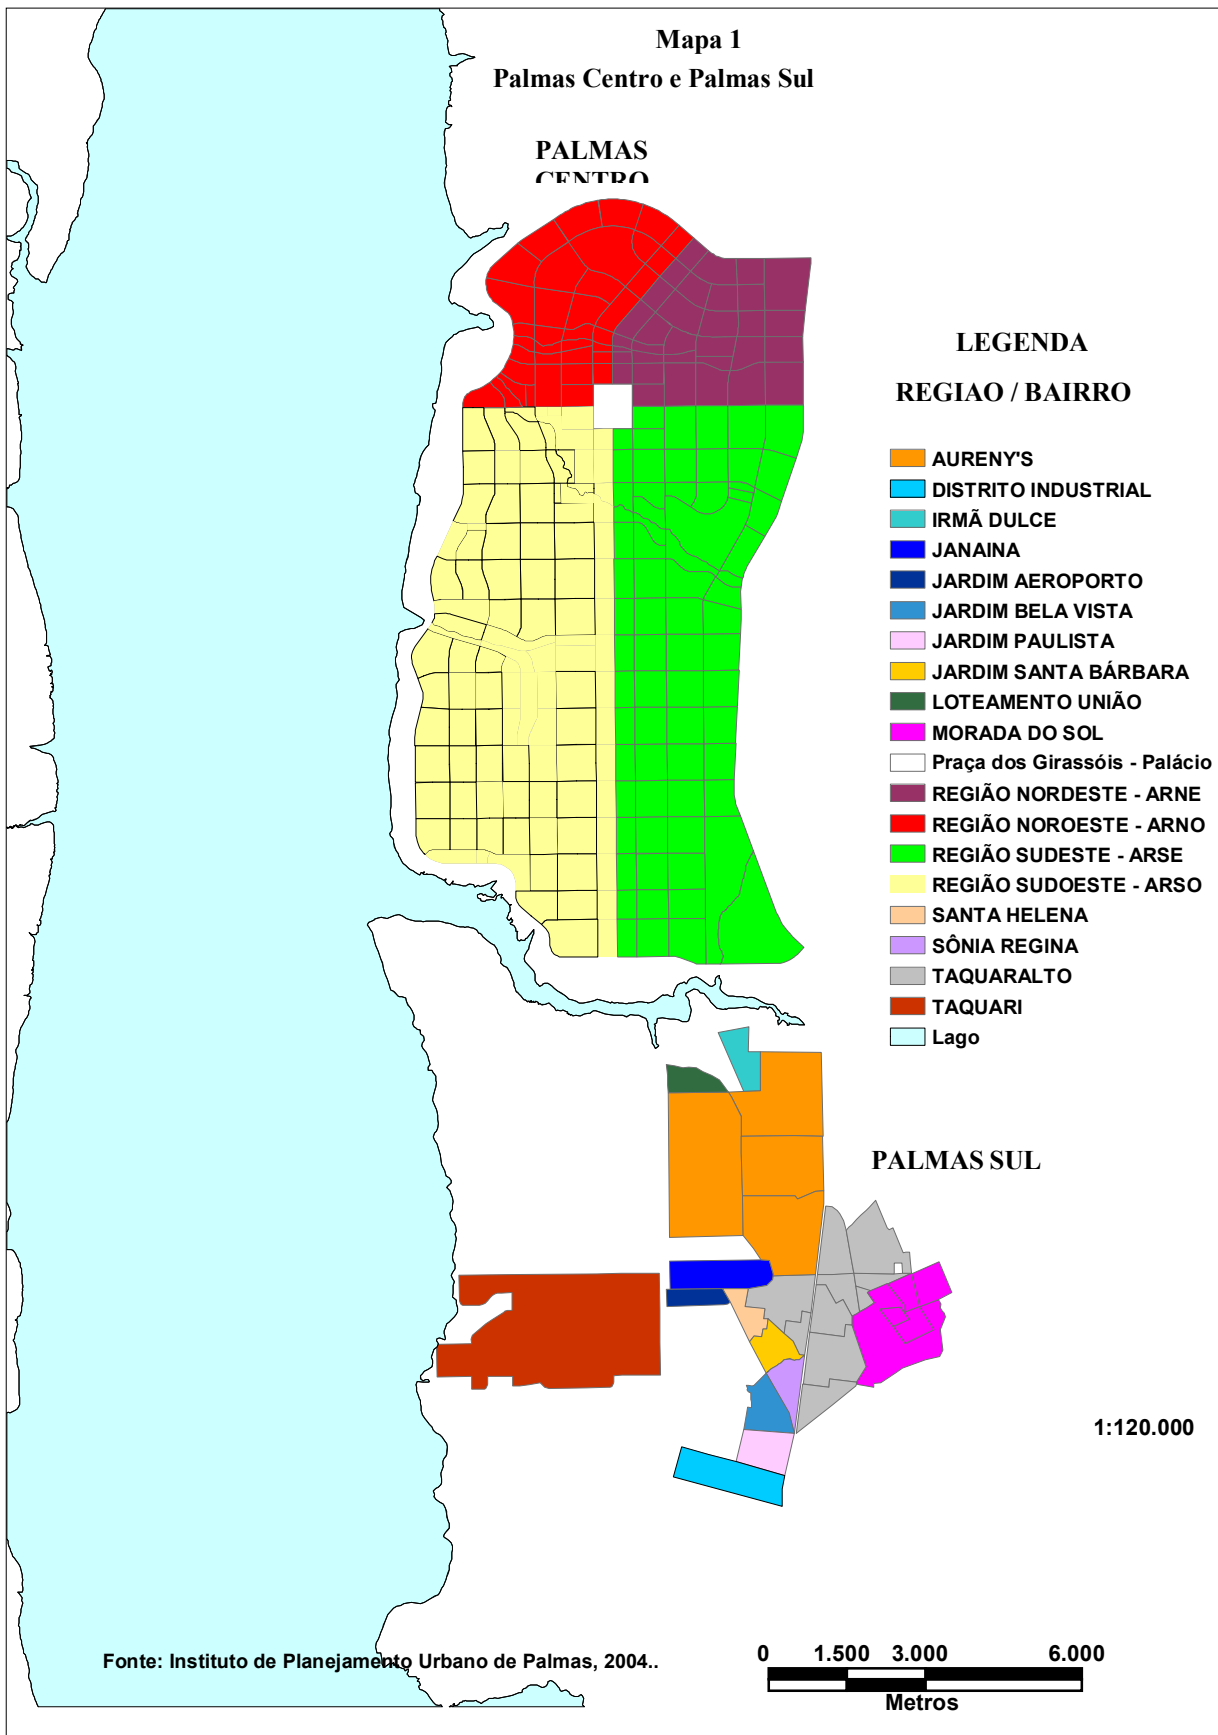 Mapa 1
Palmas Centro e Palmas Sul
PALMAS
CENTRO
LEGENDA
REGIAO / BAIRRO
AURENY'S
DISTRITO INDUSTRIAL
IRMÃ DULCE
JANAINA
JARDIM AEROPORTO
JARDIM BELA VISTA
JARDIM PAULISTA
JARDIM SANTA BÁRBARA
LOTEAMENTO UNIÃO
MORADA DO SOL
Praça dos Girassóis - Palácio
REGIÃO NORDESTE - ARNE
REGIÃO NOROESTE - ARNO
REGIÃO SUDESTE - ARSE
REGIÃO SUDOESTE - ARSO
SANTA HELENA
SÔNIA REGINA
TAQUARALTO
TAQUARI
Lago
PALMAS SUL
1:120.000
Fonte: Instituto de Planejamento Urbano de Palmas, 2004..
0 1.500 3.000 6.000
Metros